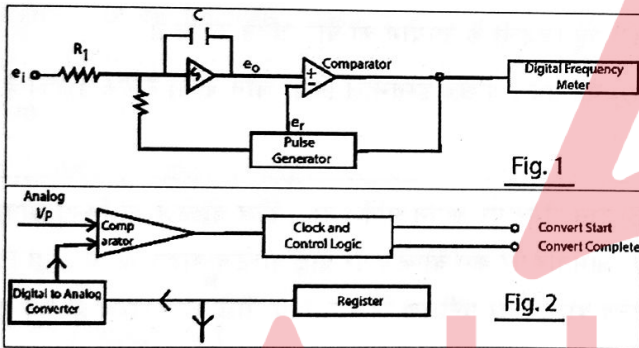 C
R1
ei
eo
+
-
Comparator
er
Digital Frequency
Meter
Pulse
Generator
Fig. 1
Analog
I/p
Comp
arator
Clock and
Control Logic
Convert Start
Convert Complete
Digital to Analog
Converter
Register
Fig. 2